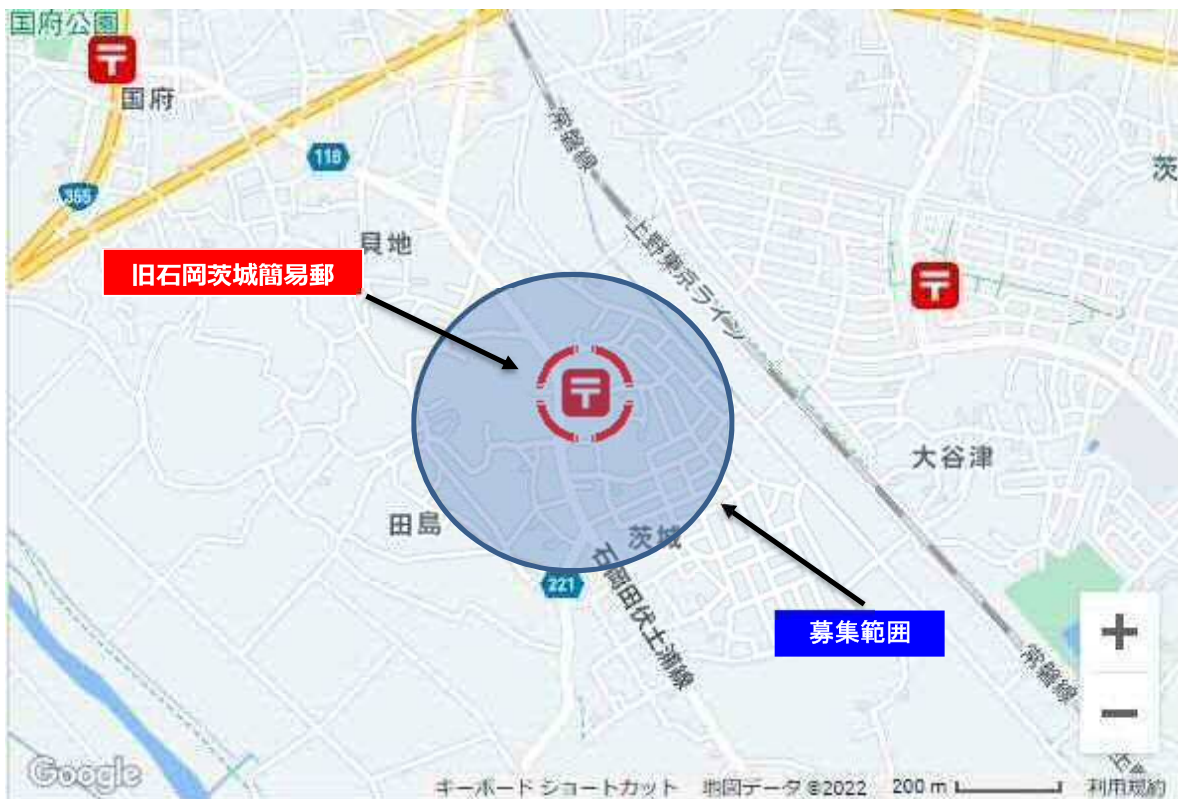 国府公園
国府
118
355
貝地
旧石岡茨城簡易郵
常磐線
上野東京ライン
茨
大谷津
田島
茨城
221
石岡田伏土浦線
募集範囲
常磐線
+
−
Google
キーボード ショートカット 地図データ ©2022 200 m 利用規約